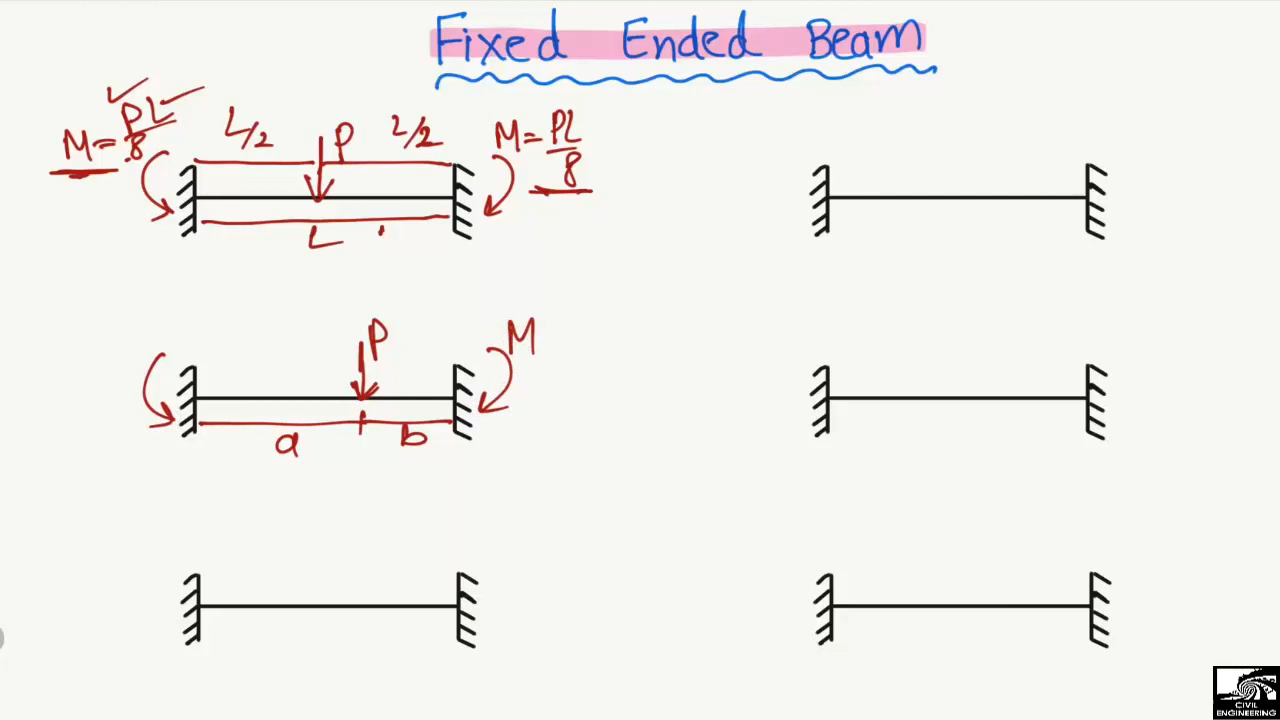 Fixed Ended Beam
M = PL/8
L/2
P
L/2
M = PL/8
L
P
M
a
b
CIVIL
ENGINEERING